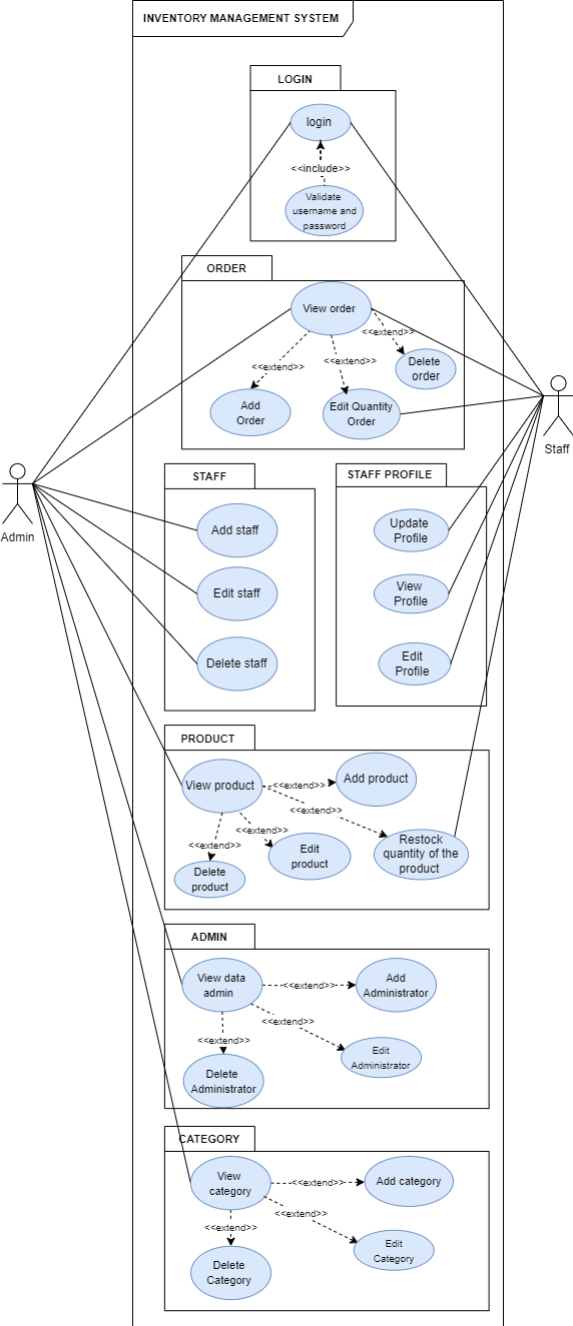 INVENTORY MANAGEMENT SYSTEM
LOGIN
login
<<include>>
Validate
username and
password
ORDER
View order
<<extend>>
<<extend>>
<<extend>>
Delete
order
Add
Order
Edit Quantity
Order
Staff
Admin
STAFF
Add staff
Edit staff
Delete staff
STAFF PROFILE
Update
Profile
View
Profile
Edit
Profile
PRODUCT
View product
<<extend>>
Add product
<<extend>>
<<extend>>
<<extend>>
Delete
product
Edit
product
Restock
quantity of the
product
ADMIN
View data
admin
<<extend>>
Add
Administrator
<<extend>>
<<extend>>
Edit
Administrator
Delete
Administrator
CATEGORY
View
category
<<extend>>
Add category
<<extend>>
<<extend>>
Edit
Category
Delete
Category